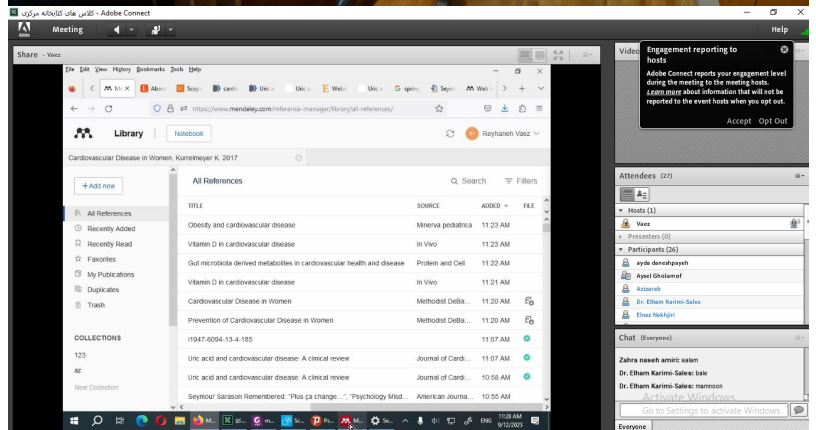 کلاس های کتابخانه مرکزی - Adobe Connect
Adobe
Meeting
Help
Share - Vaez
File Edit View History Bookmarks Tools Help
About
Scopu
cardio
Uric a
Uric a
Uric a
https://www.mendeley.com/reference-manager/library/all-references/
Library
Notebook
Reyhaneh Vaez
Cardiovascular Disease in Women, Kurrelmeyer K. 2017
+Add new
All References
Recently Added
Recently Read
Favorites
My Publications
Duplicates
Trash
COLLECTIONS
123
az
New Collection
All References
Search
Filters
TITLE SOURCE ADDED FILE
Obesity and cardiovascular disease Minerva pediatrica 11:23 AM
Vitamin D in cardiovascular disease In Vivo 11:23 AM
Gut microbiota derived metabolites in cardiovascular health and disease Protein and Cell 11:22 AM
Vitamin D in cardiovascular disease In Vivo 11:21 AM
Cardiovascular Disease in Women Methodist DeBa... 11:20 AM
Prevention of Cardiovascular Disease in Women Methodist DeBa... 11:20 AM
i1947-6094-13-4-185 11:07 AM
Uric acid and cardiovascular disease: A clinical review Journal of Cardi... 11:07 AM
Uric acid and cardiovascular disease: A clinical review Journal of Cardi... 10:58 AM
Seymour Sarason Remembered: "Plus ça change…", "Psychology Misd... American Journa... 10:55 AM
ENG
11:28 AM
9/12/2023
Video
Engagement reporting to hosts
Adobe Connect reports your engagement level
during the meeting to the meeting hosts.
Learn more about information that will not be
reported to the event hosts when you opt out.
Accept Opt Out
Attendees (27)
Hosts (1)
Vaez
Presenters (0)
Participants (26)
ayda daneshpayeh
Aysel Gholamof
Azizarab
Dr. Elham Karimi-Sales
Elnaz Nakhjiri
Chat (Everyone)
Zahra naseh amiri: salam
Dr. Elham Karimi-Sales: bale
Dr. Elham Karimi-Sales: mamnoon
Activate Windows
Go to Settings to activate Windows.
Everyone